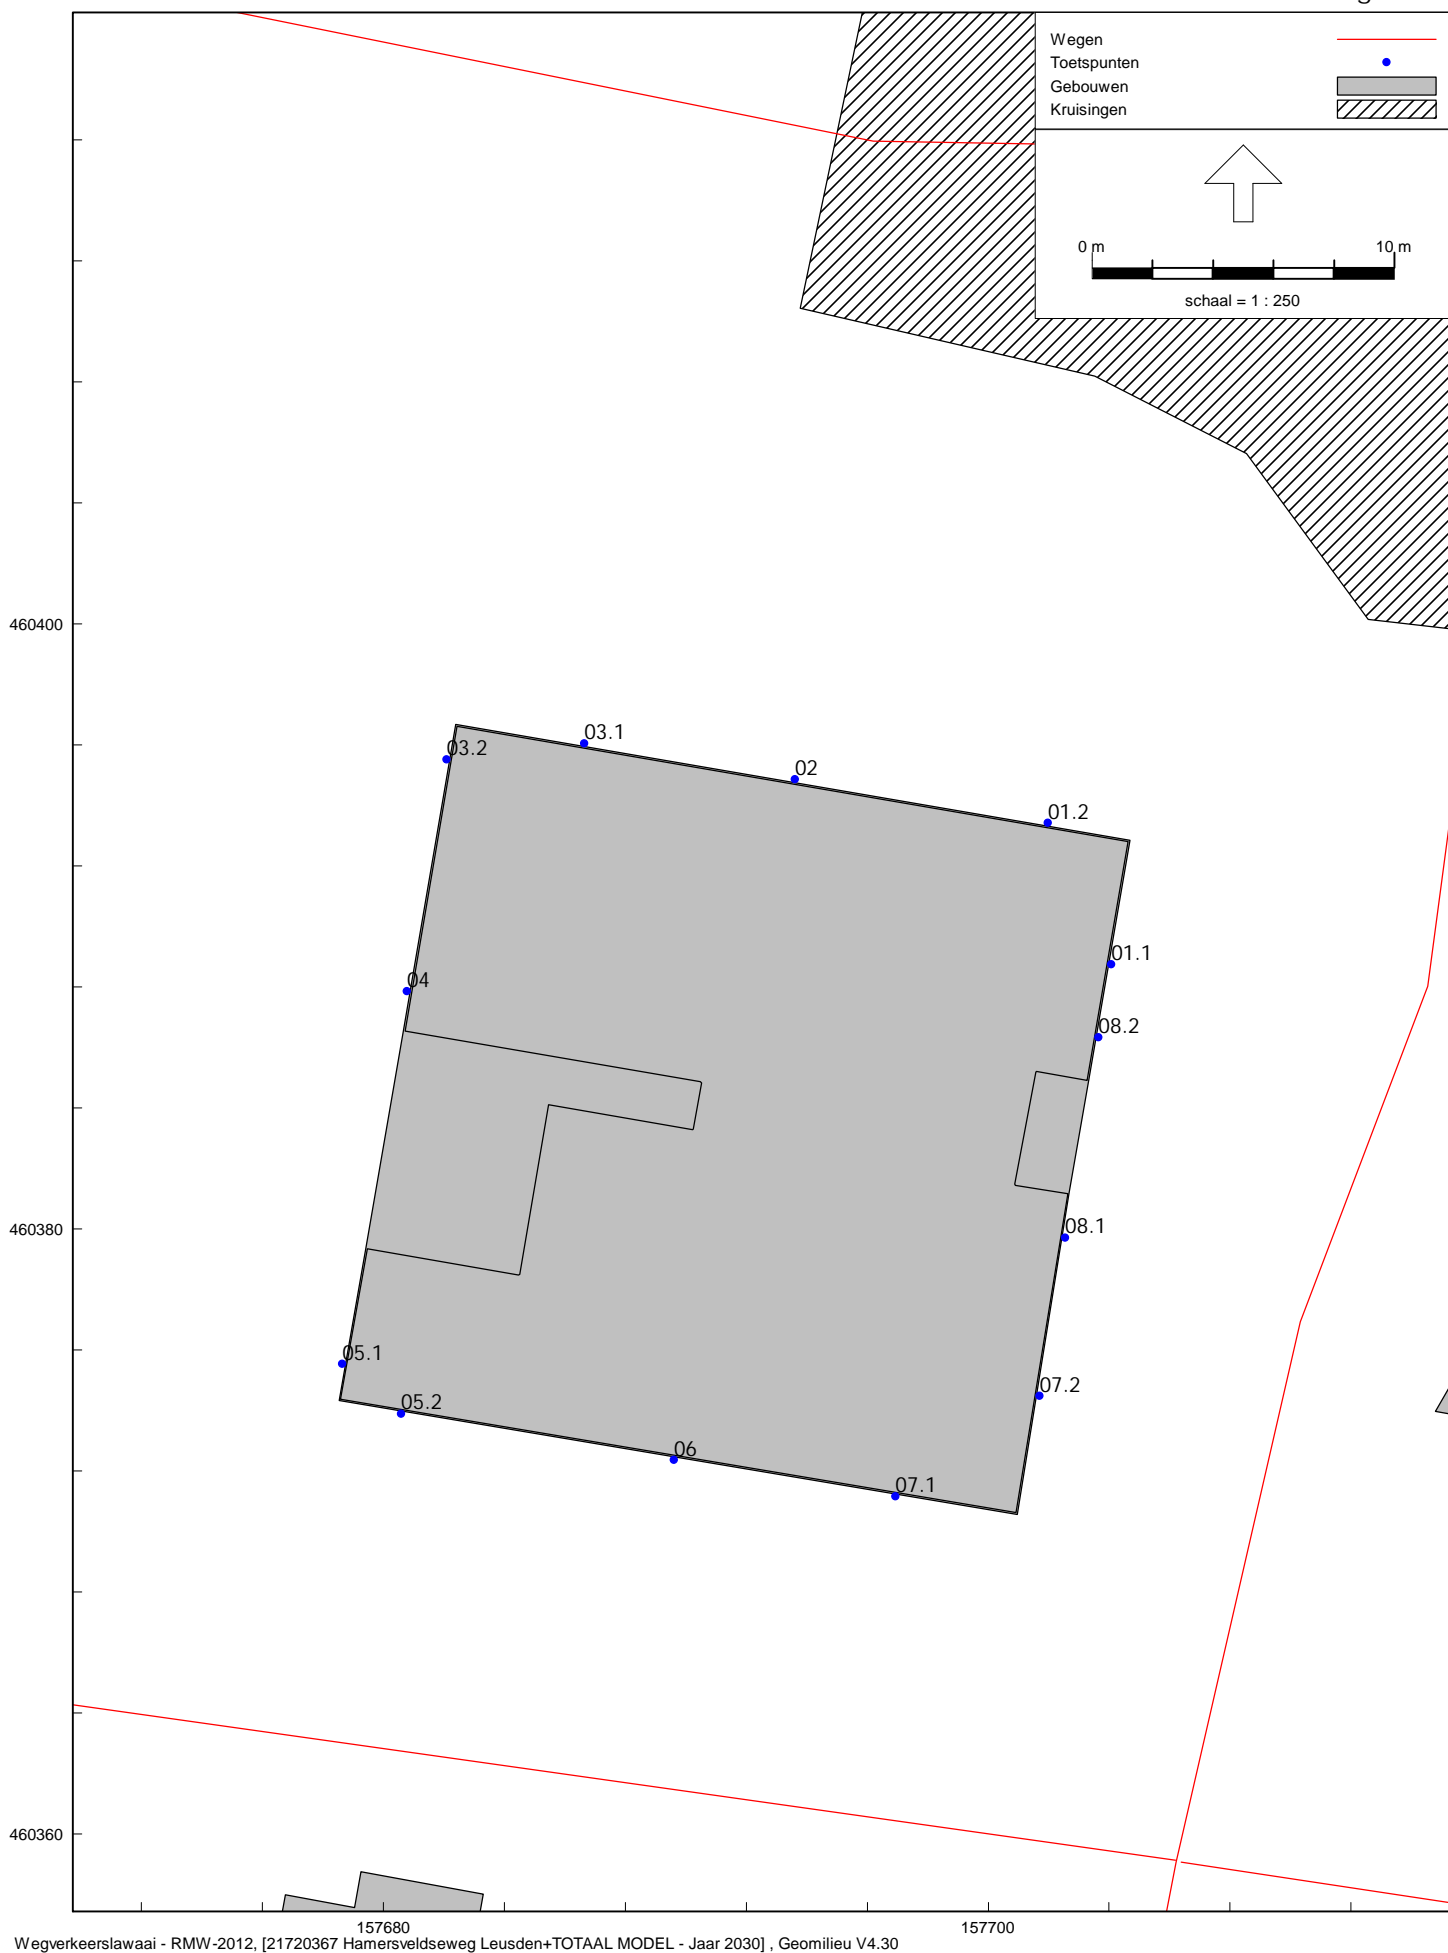 Wegen
Toetspunten
Gebouwen
Kruisingen
0 m 10 m
schaal = 1 : 250
460400
03.1
03.2
02
01.2
01.1
04
08.2
460380
08.1
05.1
07.2
05.2
06
07.1
460360
157680 157700
Wegverkeerslawaai - RMW-2012, [21720367 Hamersveldseweg Leusden+TOTAAL MODEL - Jaar 2030] , Geomilieu V4.30